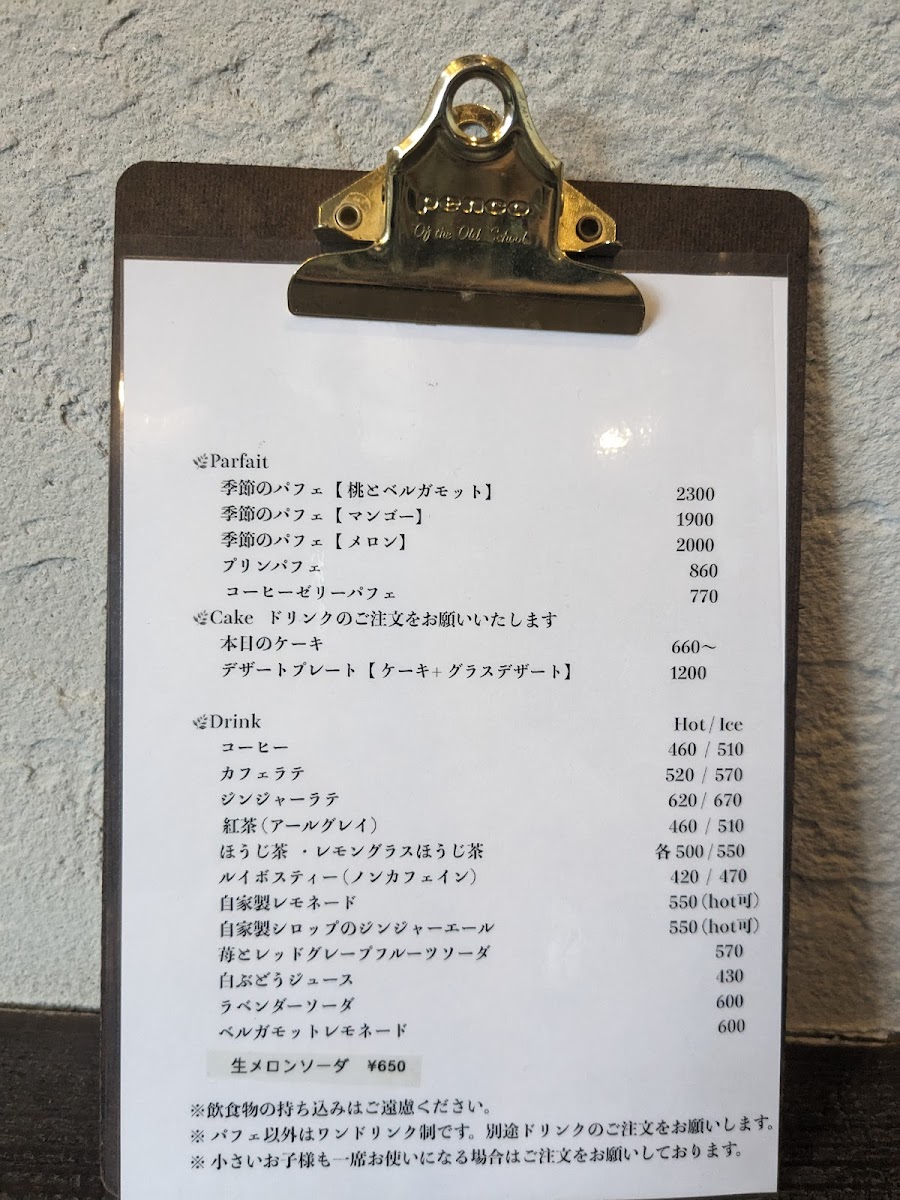 penco
Of the Old School
Parfait
季節のパフェ【桃とベルガモット】 2300
季節のパフェ【マンゴー】 1900
季節のパフェ【メロン】 2000
プリンパフェ 860
コーヒーゼリーパフェ 770
Cake ドリンクのご注文をお願いいたします
本日のケーキ 660〜
デザートプレート【ケーキ+グラスデザート】 1200
Drink Hot / Ice
コーヒー 460 / 510
カフェラテ 520 / 570
ジンジャーラテ 620 / 670
紅茶(アールグレイ) 460 / 510
ほうじ茶 ・レモングラスほうじ茶 各500 / 550
ルイボスティー(ノンカフェイン) 420 / 470
自家製レモネード 550(hot可)
自家製シロップのジンジャーエール 550(hot可)
苺とレッドグレープフルーツソーダ 570
白ぶどうジュース 430
ラベンダーソーダ 600
ベルガモットレモネード 600
生メロンソーダ ¥650
※飲食物の持ち込みはご遠慮ください。
※ パフェ以外はワンドリンク制です。別途ドリンクのご注文をお願いします。
※ 小さいお子様も一席お使いになる場合はご注文をお願いしております。